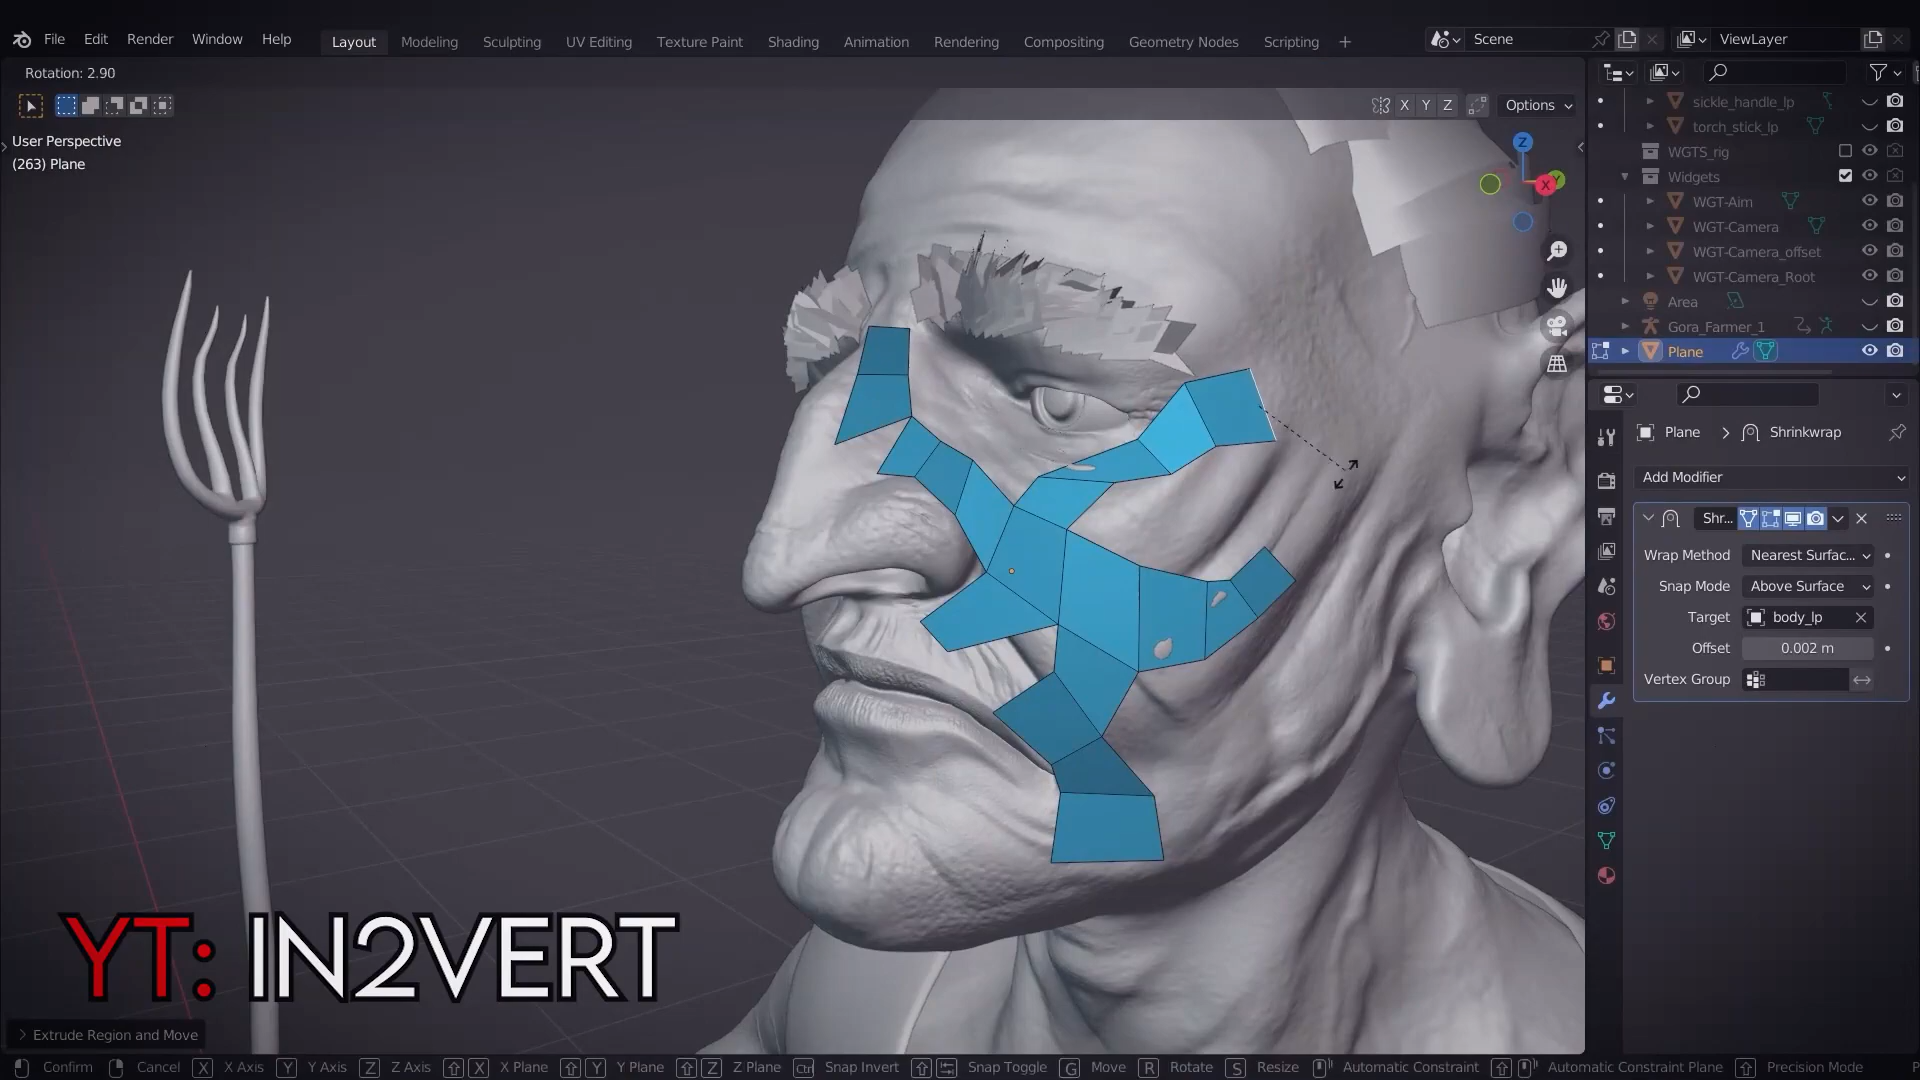 File Edit Render Window Help Layout Modeling Sculpting UV Editing Texture Paint Shading Animation Rendering Compositing Geometry Nodes Scripting + Scene ViewLayer
Rotation: 2.90
X Y Z Options
User Perspective
(263) Plane
Z
X Y
sickle_handle_lp
torch_stick_lp
WGTS_rig
Widgets
WGT-Aim
WGT-Camera
WGT-Camera_offset
WGT-Camera_Root
Area
Gora_Farmer_1
Plane
Plane > Shrinkwrap
Add Modifier
Shr...
Wrap Method Nearest Surfac...
Snap Mode Above Surface
Target body_lp
Offset 0.002 m
Vertex Group
YT: IN2VERT
Extrude Region and Move
Confirm Cancel X X Axis Y Y Axis Z Z Axis X X Plane Y Y Plane Z Z Plane Ctrl Snap Invert Snap Toggle G Move R Rotate S Resize Automatic Constraint Automatic Constraint Plane Precision Mode P